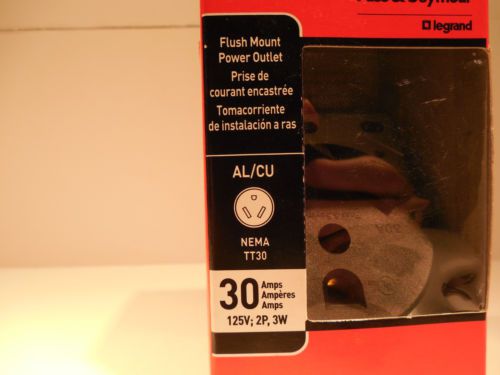 legrand
Flush Mount
Power Outlet
Prise de
courant encastrée
Tomacorriente
de instalación a ras
AL/CU
NEMA
TT30
30 Amps
Ampères
Amps
125V; 2P, 3W